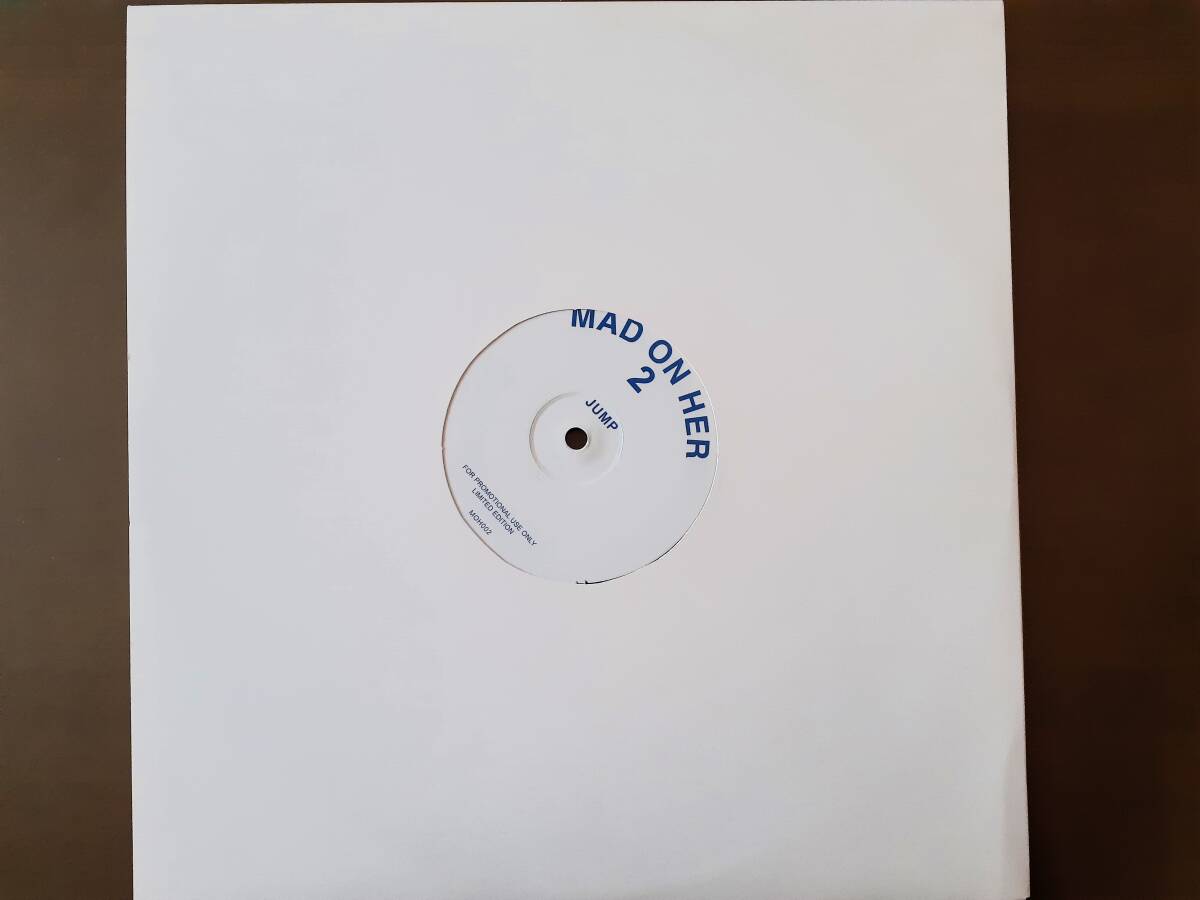 MAD ON HER
2
JUMP
FOR PROMOTIONAL USE ONLY
LIMITED EDITION
MOH002